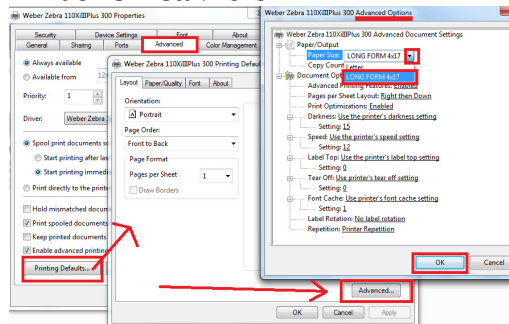 Weber Zebra 110XiIIIPlus 300 Properties
Security
Device Settings
Font
About
General
Sharing
Ports
Advanced
Color Management
Always available
Available from
Priority:
1
Driver:
Weber Zebra
Spool print documents
Start printing after
Start printing
Print directly to the
Hold mismatched
Print spooled
Keep printed
Enable advanced printing
Printing Defaults...
Weber Zebra 110XiIIIPlus 300 Printing
Layout
Paper/Quality
Font
About
Orientation:
Portrait
Page Order:
Front to Back
Page Format
Pages per Sheet
1
Draw Borders
Advanced...
OK
Cancel
Apply
Weber Zebra 110XiIIIPlus 300 Advanced Options
Weber Zebra 110XiIIIPlus 300 Advanced Document Settings
Paper/Output
Paper Size: LONG FORM 4x17
Copy Count
Letter
LONG FORM 4x17
Document
Advanced Printing Features: Enabled
Pages per Sheet Layout: Right then Down
Print Optimizations: Enabled
Darkness: Use the printer's darkness setting
Setting: 15
Speed: Use the printer's speed setting
Setting: 12
Label Top: Use the printer's label top setting
Setting: 0
Tear Off: Use the printer's tear off setting
Setting: 0
Font Cache: Use the printer's font cache setting
Setting: 1
Label Rotation: No label rotation
Repetition: Printer Repetition
OK
Cancel